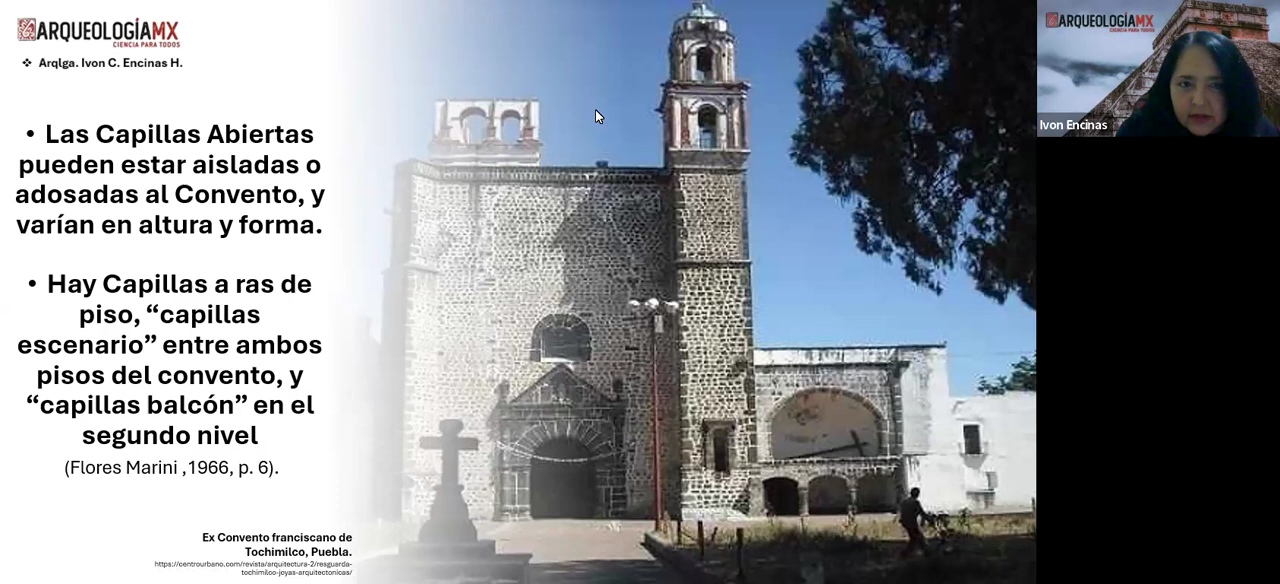 ARQUEOLOGÍAMX
CIENCIA PARA TODOS
❖ Arqlga. Ivon C. Encinas H.
• Las Capillas Abiertas
pueden estar aisladas o
adosadas al Convento, y
varían en altura y forma.
• Hay Capillas a ras de
piso, “capillas
escenario” entre ambos
pisos del convento, y
“capillas balcón” en el
segundo nivel
(Flores Marini ,1966, p. 6).
Ex Convento franciscano de
Tochimilco, Puebla.
https://centrourbano.com/revista/arquitectura-2/resguarda-
tochimilco-joyas-arquitectonicas/
ARQUEOLOGÍAMX
CIENCIA PARA TODOS
Ivon Encinas